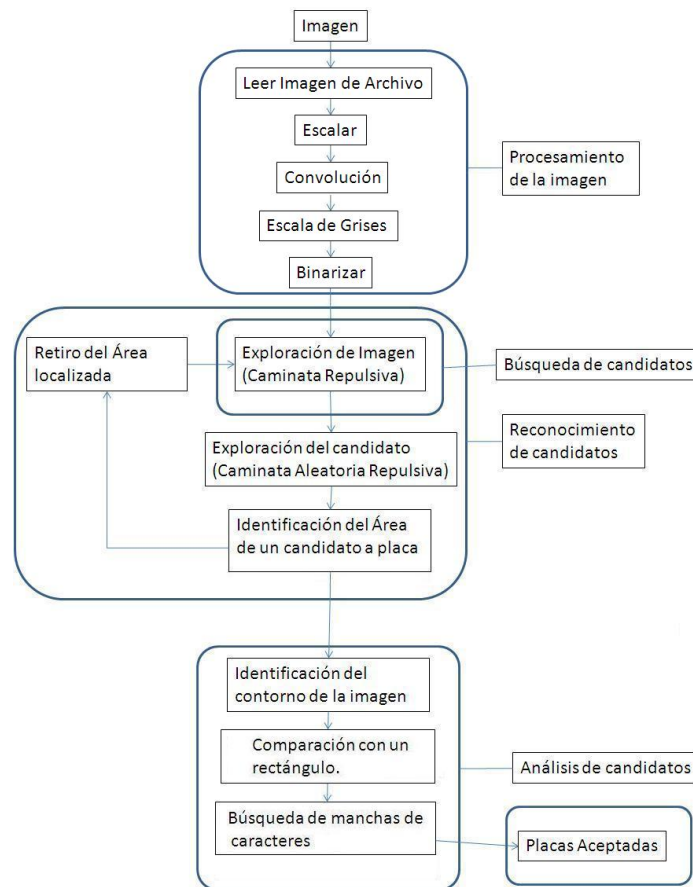 Imagen
Leer Imagen de Archivo
Escalar
Convolución
Escala de Grises
Binarizar
Procesamiento
de la imagen
Retiro del Área
localizada
Exploración de Imagen
(Caminata Repulsiva)
Búsqueda de candidatos
Exploración del candidato
(Caminata Aleatoria Repulsiva)
Reconocimiento
de candidatos
Identificación del Área
de un candidato a placa
Identificación del
contorno de la imagen
Comparación con un
rectángulo.
Análisis de candidatos
Búsqueda de manchas de
caracteres
Placas Aceptadas